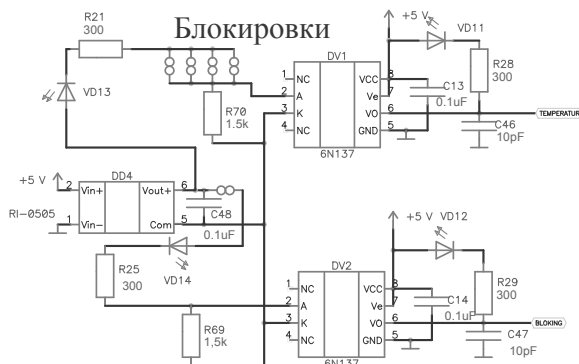 R21
300
Блокировки
+5 V
VD11
DV1
VD13
1
NC
VCC
8
C13
R28
300
2
A
Ve
7
0.1uF
R70
1.5k
3
K
VO
6
TEMPERATUR
4
NC
GND
5
C46
10pF
6N137
+5 V
DD4
2
Vin+
Vout+
6
RI-0505
1
Vin-
Com
5
C48
0.1uF
+5 V
VD12
DV2
R25
300
VD14
1
NC
VCC
8
C14
R29
300
2
A
Ve
7
0.1uF
R69
1,5k
3
K
VO
6
BLOKING
4
NC
GND
5
C47
10pF
6N137